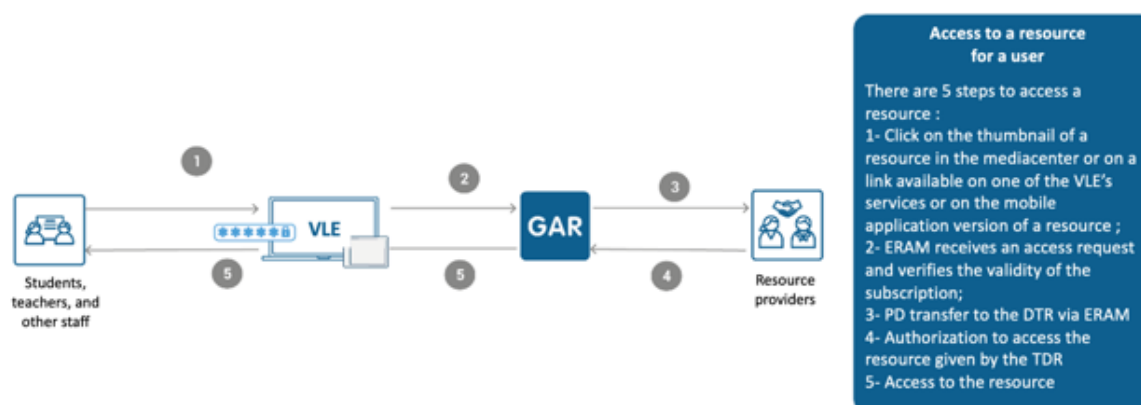 1
2
3
VLE
GAR
5
5
4
Students,
teachers, and
other staff
Resource
providers
Access to a resource
for a user
There are 5 steps to access a
resource :
1- Click on the thumbnail of a
resource in the mediacenter or on a
link available on one of the VLE's
services or on the mobile
application version of a resource ;
2- ERAM receives an access request
and verifies the validity of the
subscription;
3- PD transfer to the DTR via ERAM
4- Authorization to access the
resource given by the TDR
5- Access to the resource